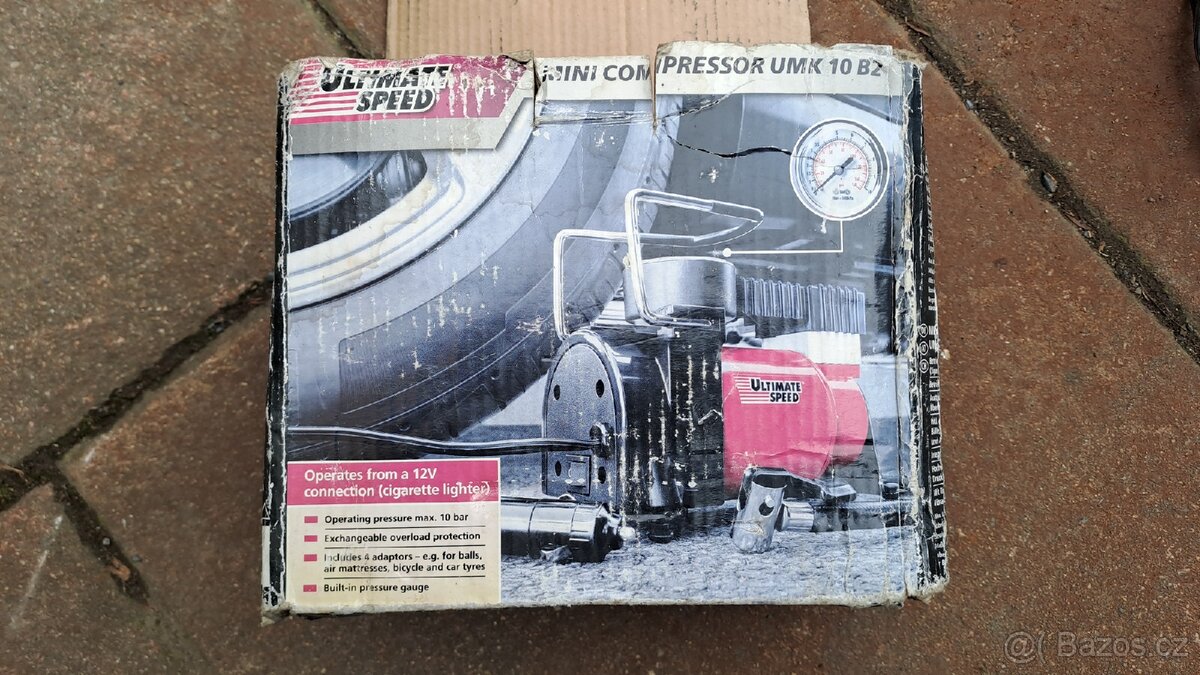 ULTIMATE
SPEED
MINI COMPRESSOR UMK 10 B2
ULTIMATE
SPEED
Operates from a 12V
connection (cigarette lighter)
Operating pressure max. 10 bar
Exchangeable overload protection
Includes 4 adaptors – e.g. for balls,
air mattresses, bicycle and car tyres
Built-in pressure gauge
@( Bazos.cz